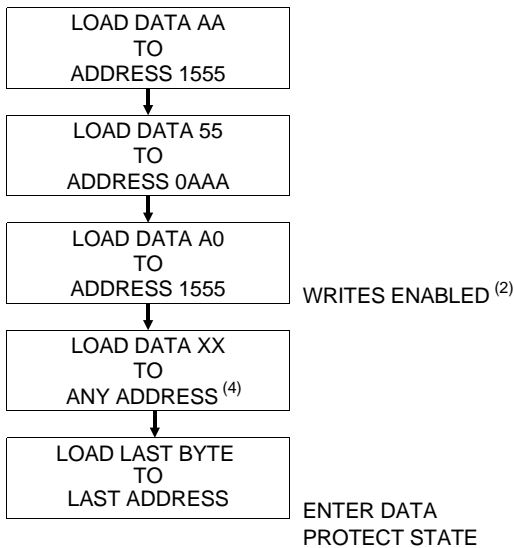 LOAD DATA AA
TO
ADDRESS 1555
LOAD DATA 55
TO
ADDRESS 0AAA
LOAD DATA A0
TO
ADDRESS 1555
WRITES ENABLED (2)
LOAD DATA XX
TO
ANY ADDRESS (4)
LOAD LAST BYTE
TO
LAST ADDRESS
ENTER DATA
PROTECT STATE